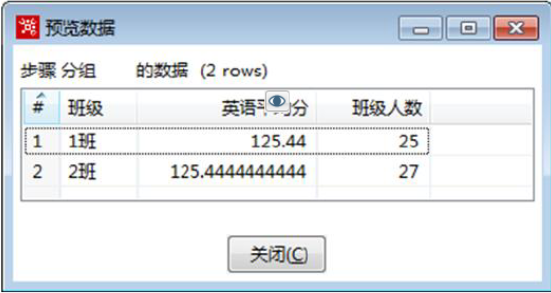 预览数据
步骤 分组 的数据 (2 rows)
# 班级 英语平均分 班级人数
1 1班 125.44 25
2 2班 125.4444444444 27
关闭(C)